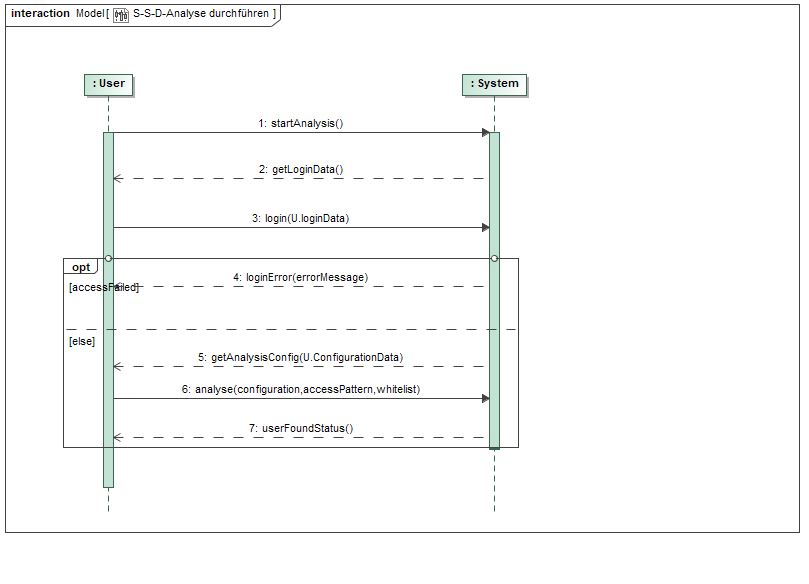 interaction Model[ S-S-D-Analyse durchführen ]
: User
: System
1: startAnalysis()
2: getLoginData()
3: login(U.loginData)
opt
4: loginError(errorMessage)
[accessFailed]
[else]
5: getAnalysisConfig(U.ConfigurationData)
6: analyse(configuration,accessPattern,whitelist)
7: userFoundStatus()